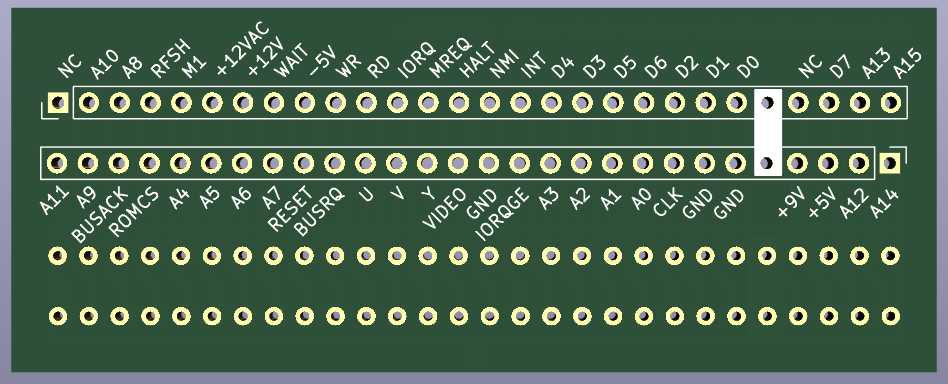 NC A10 A8 RFSH M1 +12VAC +12V WAIT -5V WR RD IORQ MREQ HALT NMI INT D4 D3 D5 D6 D2 D1 D0 NC D7 A13 A15
A11 A9 BUSACK ROMCS A4 A5 A6 A7 RESET BUSRQ U V Y VIDEO GND IORQGE A3 A2 A1 A0 CLK GND GND +9V +5V A12 A14